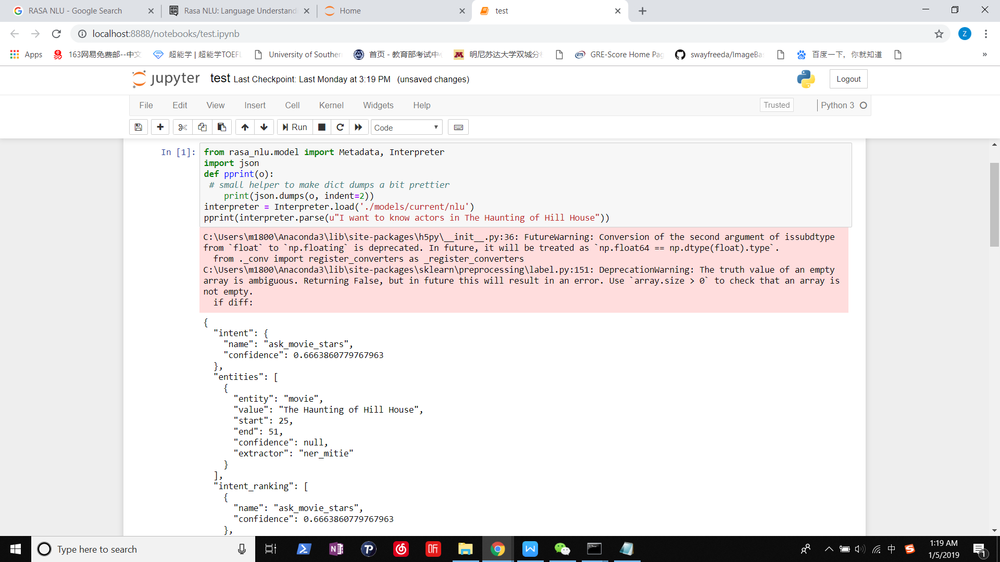 RASA NLU - Google Search
Rasa NLU: Language Understandi
Home
test
localhost:8888/notebooks/test.ipynb
Z
Apps
163网易免费邮--中文
超能学 | 超能学TOEFL
University of Southern
首页 - 教育部考试中心
明尼苏达大学双城分
GRE-Score Home Pag
swayfreeda/ImageBa
百度一下，你就知道
»
jupyter test Last Checkpoint: Last Monday at 3:19 PM (unsaved changes)
Logout
File Edit View Insert Cell Kernel Widgets Help
Trusted
Python 3
Run
Code
In [1]:
from rasa_nlu.model import Metadata, Interpreter
import json
def pprint(o):
 # small helper to make dict dumps a bit prettier
    print(json.dumps(o, indent=2))
interpreter = Interpreter.load('./models/current/nlu')
pprint(interpreter.parse(u"I want to know actors in The Haunting of Hill House"))
C:\Users\m1800\Anaconda3\lib\site-packages\h5py\__init__.py:36: FutureWarning: Conversion of the second argument of issubdtype
from `float` to `np.floating` is deprecated. In future, it will be treated as `np.float64 == np.dtype(float).type`.
  from ._conv import register_converters as _register_converters
C:\Users\m1800\Anaconda3\lib\site-packages\sklearn\preprocessing\label.py:151: DeprecationWarning: The truth value of an empty
array is ambiguous. Returning False, but in future this will result in an error. Use `array.size > 0` to check that an array is
not empty.
  if diff:
{
  "intent": {
    "name": "ask_movie_stars",
    "confidence": 0.6663860779767963
  },
  "entities": [
    {
      "entity": "movie",
      "value": "The Haunting of Hill House",
      "start": 25,
      "end": 51,
      "confidence": null,
      "extractor": "ner_mitie"
    }
  ],
  "intent_ranking": [
    {
      "name": "ask_movie_stars",
      "confidence": 0.6663860779767963
    },
Type here to search
中
1:19 AM
1/5/2019
1